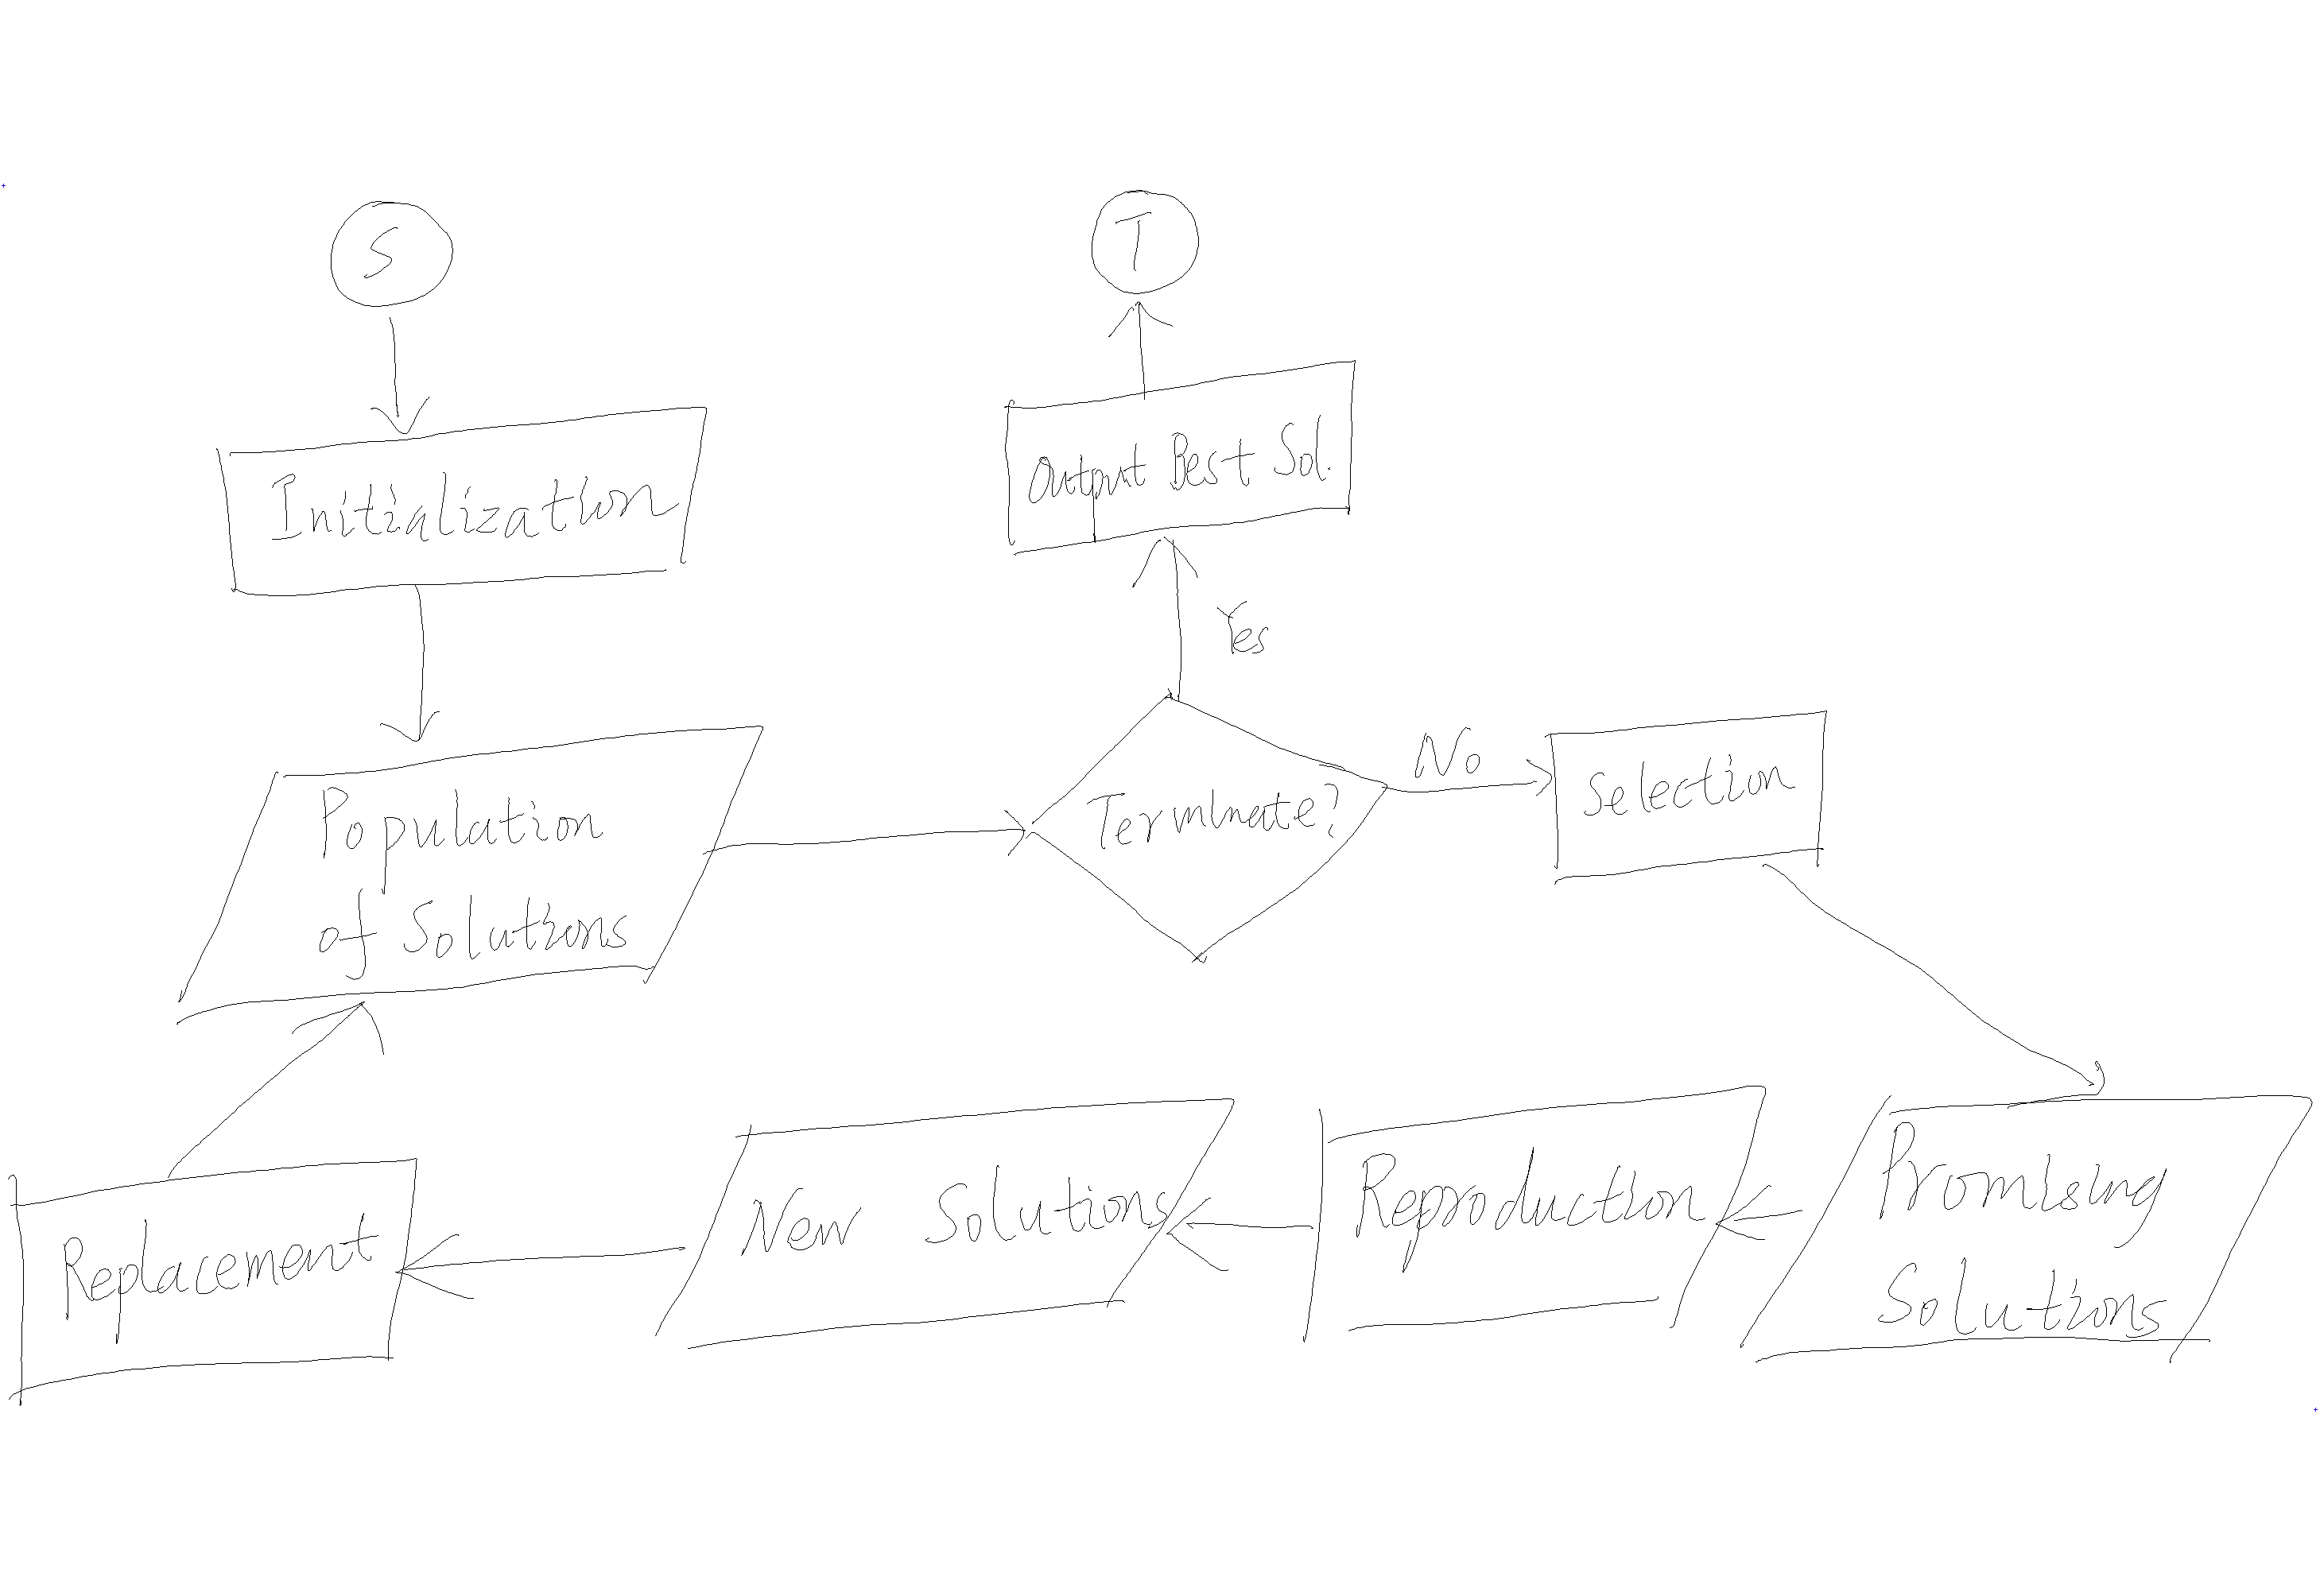 S
T
Initialization
Output Best Sol.
Yes
Population
of Solutions
Terminate?
No
Selection
Replacement
New Solutions
Reproduction
Promising
Solutions